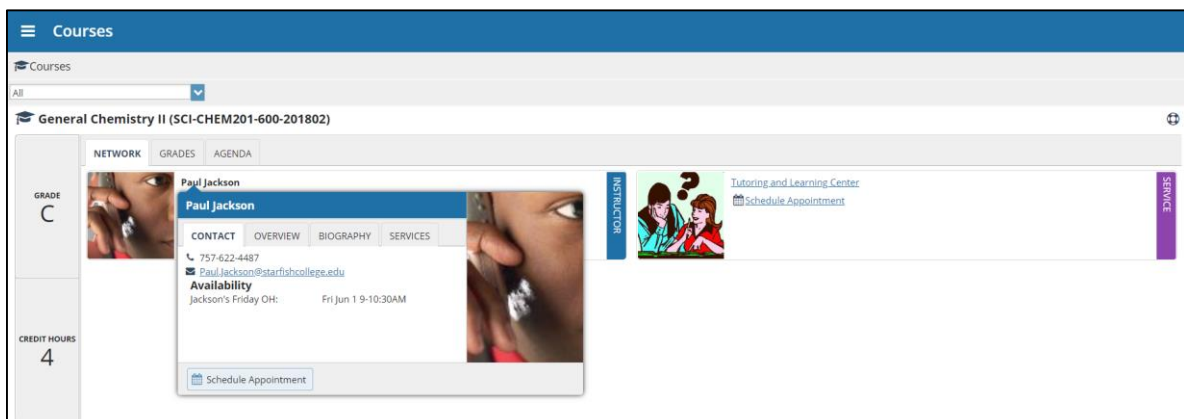 Courses
Courses
All
General Chemistry II (SCI-CHEM201-600-201802)
NETWORK GRADES AGENDA
GRADE
C
CREDIT HOURS
4
Paul Jackson
INSTRUCTOR
Paul Jackson
CONTACT OVERVIEW BIOGRAPHY SERVICES
757-622-4487
Paul.Jackson@starfishcollege.edu
Availability
Jackson's Friday OH: Fri Jun 1 9-10:30AM
Schedule Appointment
?
Tutoring and Learning Center
Schedule Appointment
SERVICE